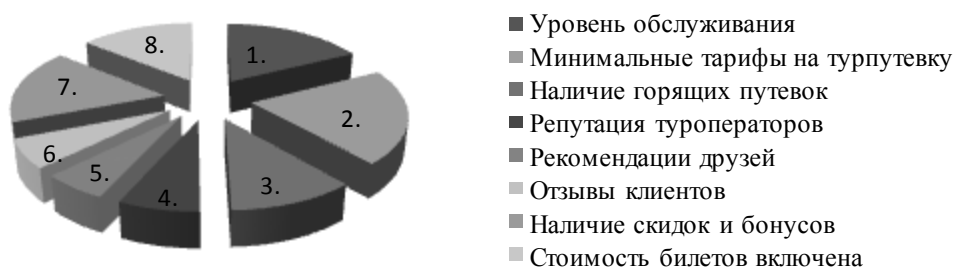 1.
2.
3.
4.
5.
6.
7.
8.
Уровень обслуживания
Минимальные тарифы на турпутевку
Наличие горящих путевок
Репутация туроператоров
Рекомендации друзей
Отзывы клиентов
Наличие скидок и бонусов
Стоимость билетов включена